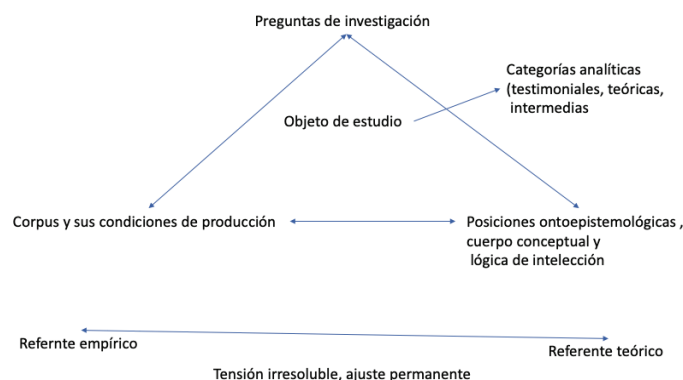 Preguntas de investigación
Categorías analíticas
(testimoniales, teóricas,
intermedias
Objeto de estudio
Corpus y sus condiciones de producción
Posiciones ontoepistemológicas ,
cuerpo conceptual y
lógica de intelección
Refernte empírico
Referente teórico
Tensión irresoluble, ajuste permanente